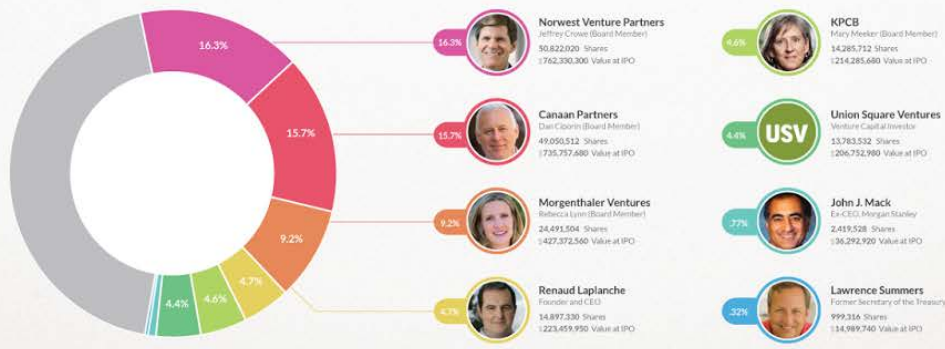 16.3%
15.7%
9.2%
4.7%
4.6%
4.4%
16.3%
Norwest Venture Partners
Jeffrey Crowe (Board Member)
50,822,020 Shares
$762,330,300 Value at IPO
15.7%
Canaan Partners
Dan Ciporin (Board Member)
49,050,512 Shares
$735,757,680 Value at IPO
9.2%
Morgenthaler Ventures
Rebecca Lynn (Board Member)
24,491,504 Shares
$427,372,560 Value at IPO
4.7%
Renaud Laplanche
Founder and CEO
14,897,330 Shares
$223,459,950 Value at IPO
4.6%
KPCB
Mary Meeker (Board Member)
14,285,712 Shares
$214,285,680 Value at IPO
4.4%
USV
Union Square Ventures
Venture Capital Investor
13,783,532 Shares
$206,752,980 Value at IPO
.77%
John J. Mack
Ex-CEO, Morgan Stanley
2,419,528 Shares
$36,292,920 Value at IPO
.32%
Lawrence Summers
Former Secretary of the Treasury
999,316 Shares
$14,989,740 Value at IPO